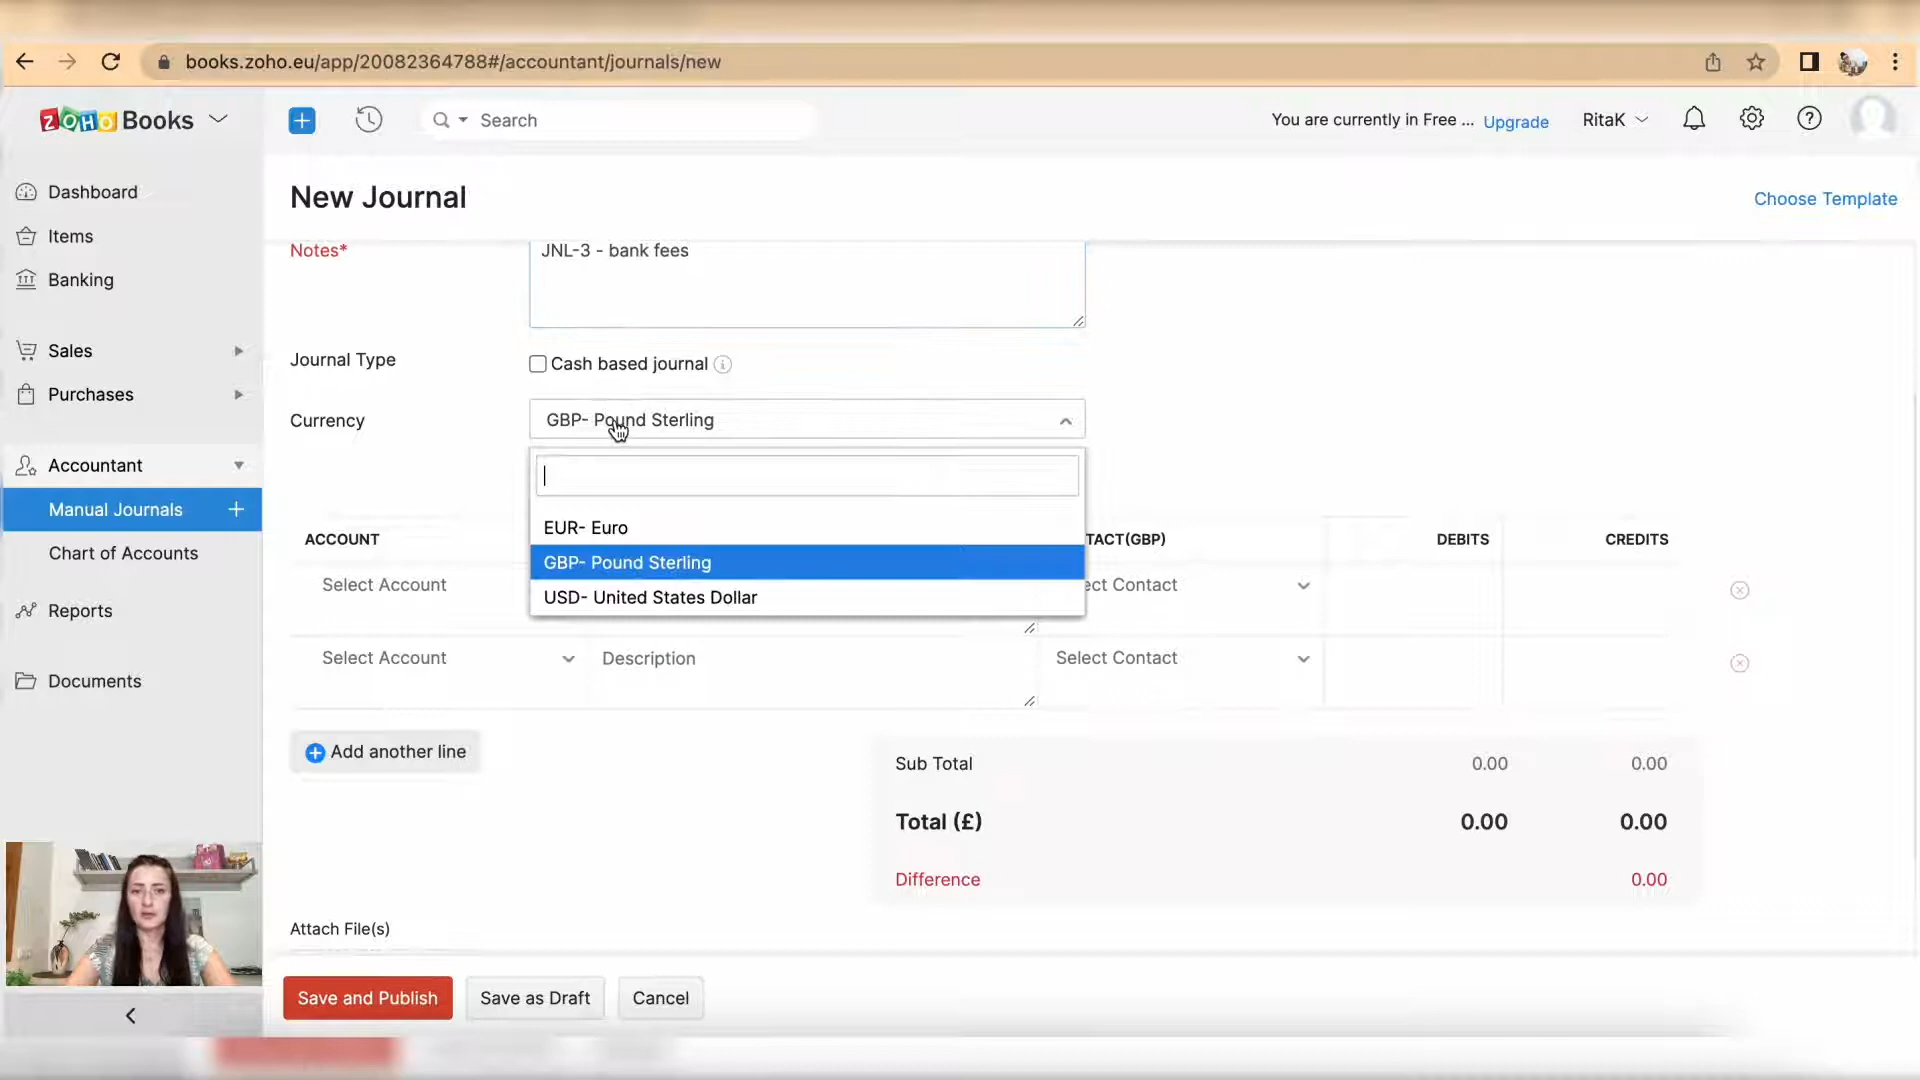 books.zoho.eu/app/20082364788#/accountant/journals/new
ZOHO Books
Search
You are currently in Free ... Upgrade
RitaK
Dashboard
Items
Banking
Sales
Purchases
Accountant
Manual Journals
Chart of Accounts
Reports
Documents
New Journal
Choose Template
Notes*
JNL-3 - bank fees
Journal Type
Cash based journal
Currency
GBP- Pound Sterling
EUR- Euro
GBP- Pound Sterling
USD- United States Dollar
ACCOUNT
TACT(GBP)
DEBITS
CREDITS
Select Account
ect Contact
Select Account
Description
Select Contact
Add another line
Sub Total
0.00
0.00
Total (£)
0.00
0.00
Difference
0.00
Attach File(s)
Save and Publish
Save as Draft
Cancel